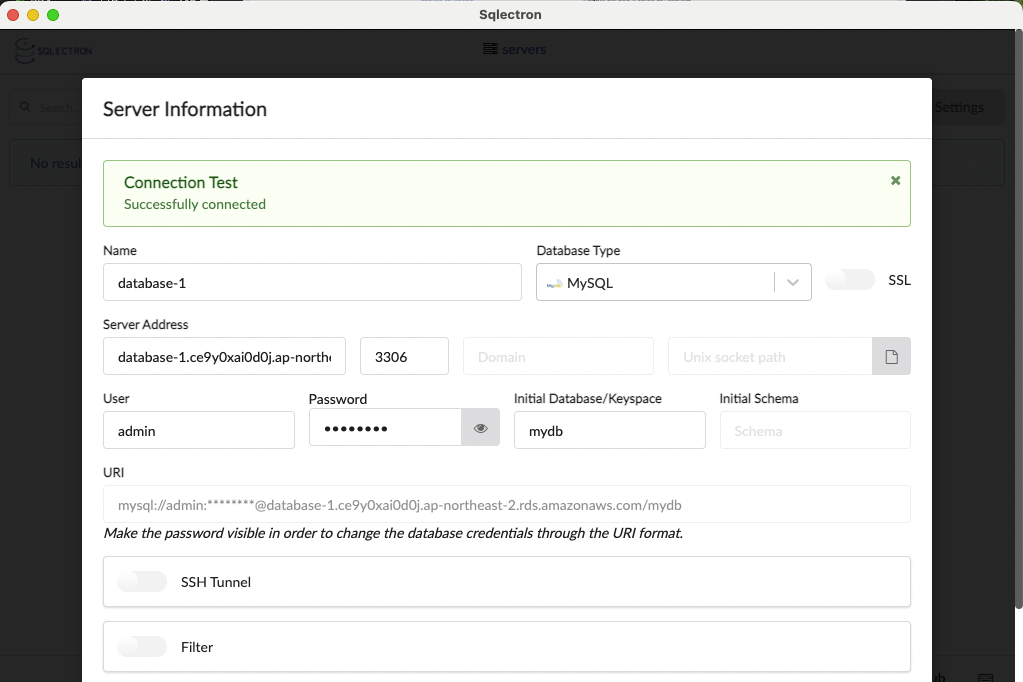 Sqlectron
SQLECTRON
servers
Search...
Settings
No resul
Server Information
Connection Test
Successfully connected
Name
Database Type
database-1
MySQL
SSL
Server Address
database-1.ce9y0xai0d0j.ap-northe
3306
Domain
Unix socket path
User
Password
Initial Database/Keyspace
Initial Schema
admin
••••••••
mydb
Schema
URI
mysql://admin:********@database-1.ce9y0xai0d0j.ap-northeast-2.rds.amazonaws.com/mydb
Make the password visible in order to change the database credentials through the URI format.
SSH Tunnel
Filter